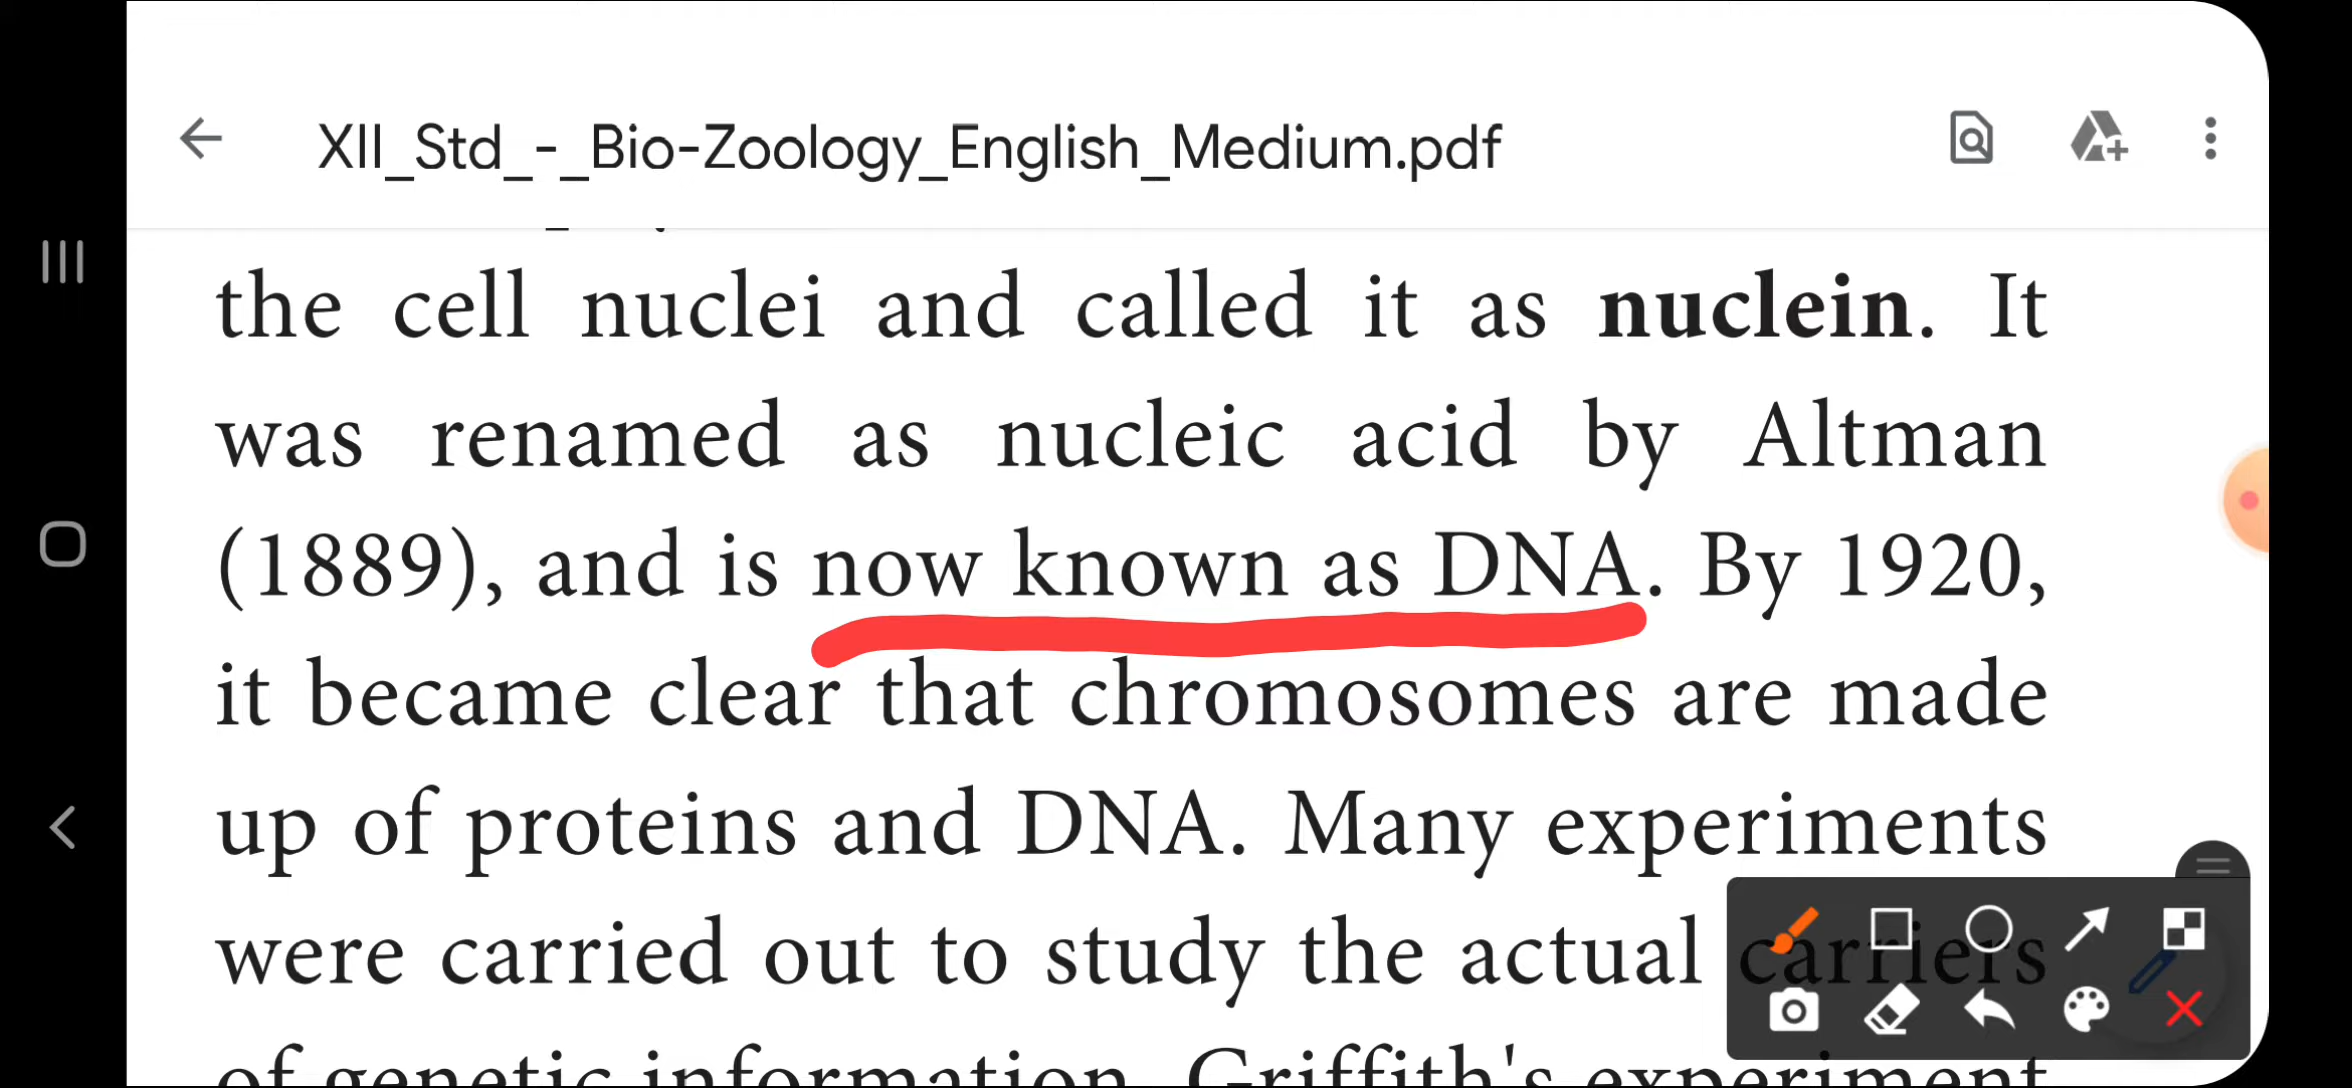 XII_Std_-_Bio-Zoology_English_Medium.pdf
the cell nuclei and called it as nuclein. It
was renamed as nucleic acid by Altman
(1889), and is now known as DNA. By 1920,
it became clear that chromosomes are made
up of proteins and DNA. Many experiments
were carried out to study the actual carriers
of genetic information. Griffith's experiment